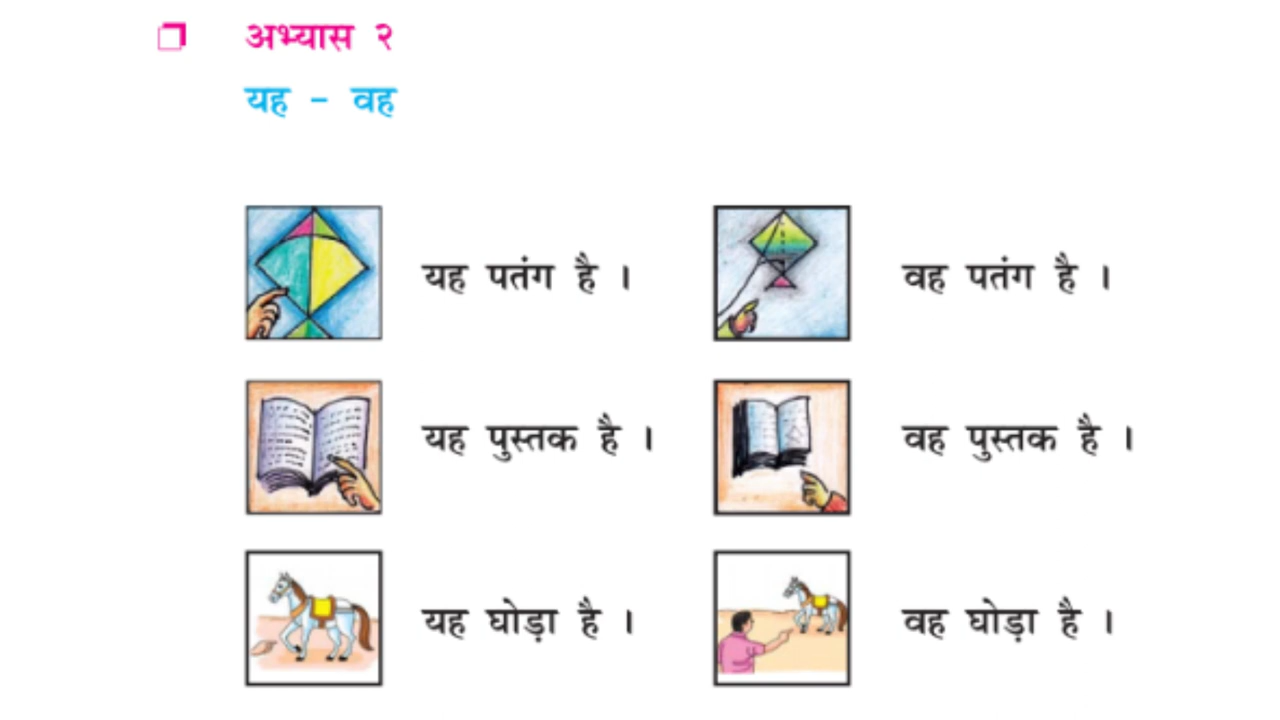 अभ्यास २
यह - वह
यह पतंग है ।
वह पतंग है ।
यह पुस्तक है ।
वह पुस्तक है ।
यह घोड़ा है ।
वह घोड़ा है ।